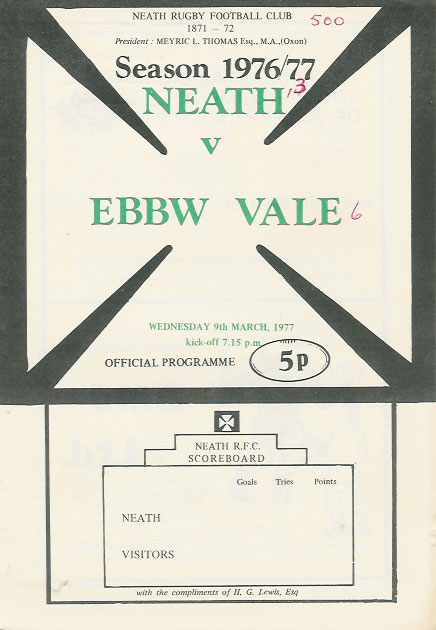 NEATH RUGBY FOOTBALL CLUB
1871 – 72
500
President : MEYRIC L. THOMAS Esq., M.A.,(Oxon)
Season 1976/77
NEATH 13
v
EBBW VALE 6
WEDNESDAY 9th MARCH, 1977
kick-off 7.15 p.m.
OFFICIAL PROGRAMME 5p
NEATH R.F.C.
SCOREBOARD
Goals Tries Points
NEATH
VISITORS
with the compliments of H. G. Lewis, Esq